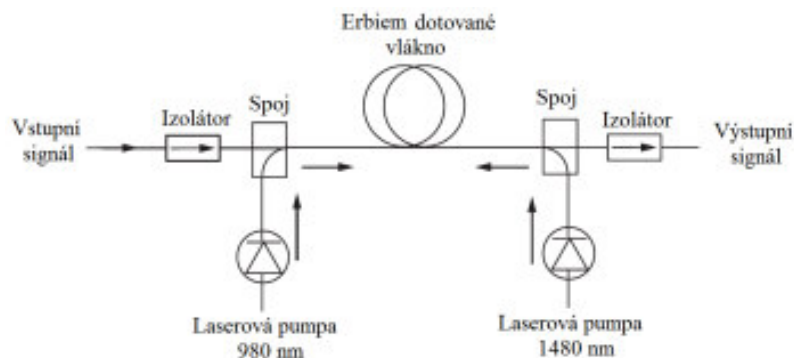 Erbiem dotované
vlákno
Spoj
Spoj
Izolátor
Izolátor
Vstupní
signál
Výstupní
signál
Laserová pumpa
980 nm
Laserová pumpa
1480 nm